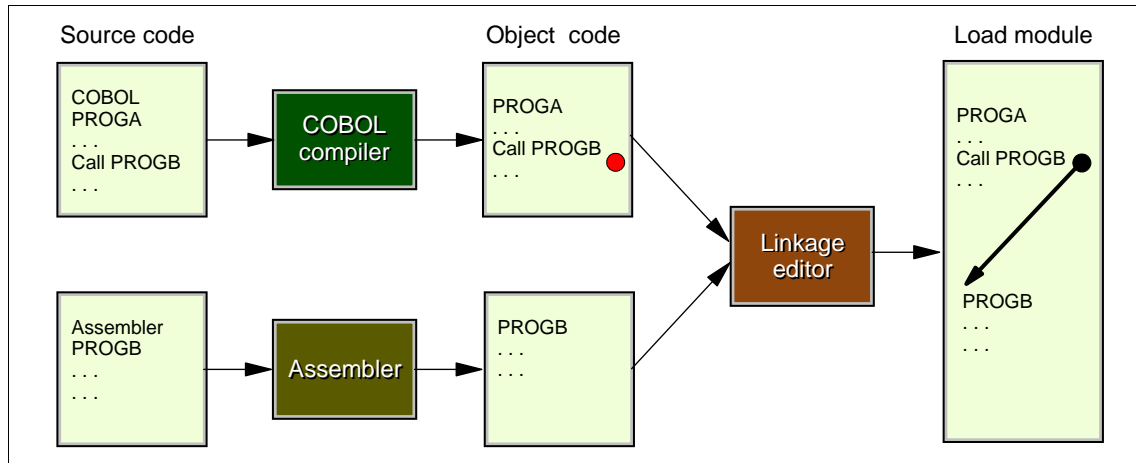 Source code
Object code
Load module
COBOL
PROGA
. . .
Call PROGB
. . .
COBOL
compiler
PROGA
. . .
Call PROGB
. . .
PROGA
. . .
Call PROGB
. . .
PROGB
. . .
. . .
Linkage
editor
Assembler
PROGB
. . .
. . .
Assembler
PROGB
. . .
. . .